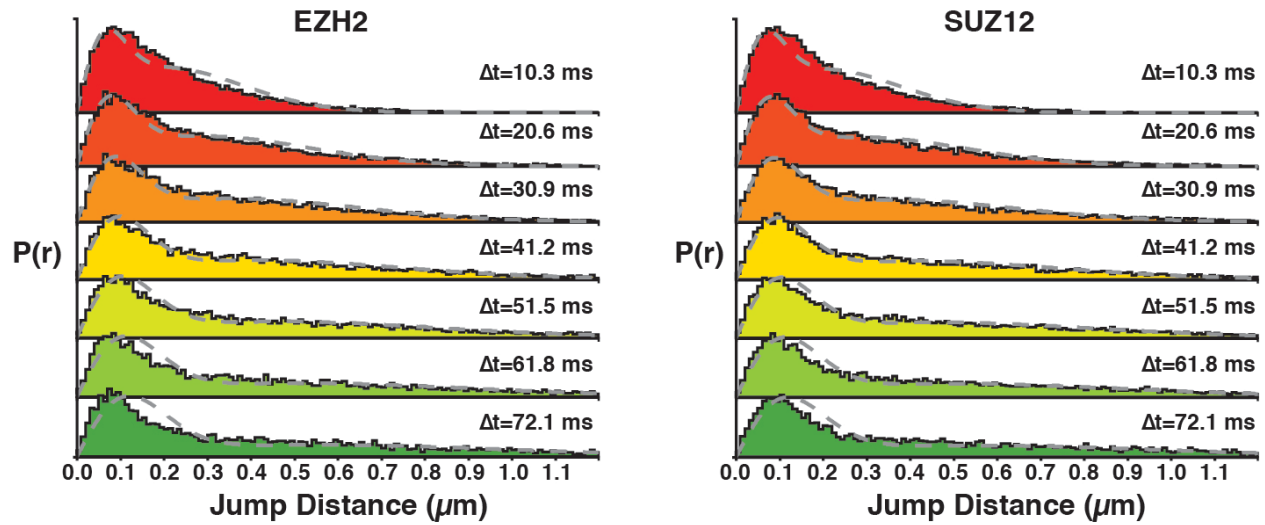 EZH2
Δt=10.3 ms
Δt=20.6 ms
Δt=30.9 ms
Δt=41.2 ms
Δt=51.5 ms
Δt=61.8 ms
Δt=72.1 ms
P(r)
0.0 0.1 0.2 0.3 0.4 0.5 0.6 0.7 0.8 0.9 1.0 1.1
Jump Distance (µm)
SUZ12
Δt=10.3 ms
Δt=20.6 ms
Δt=30.9 ms
Δt=41.2 ms
Δt=51.5 ms
Δt=61.8 ms
Δt=72.1 ms
P(r)
0.0 0.1 0.2 0.3 0.4 0.5 0.6 0.7 0.8 0.9 1.0 1.1
Jump Distance (µm)